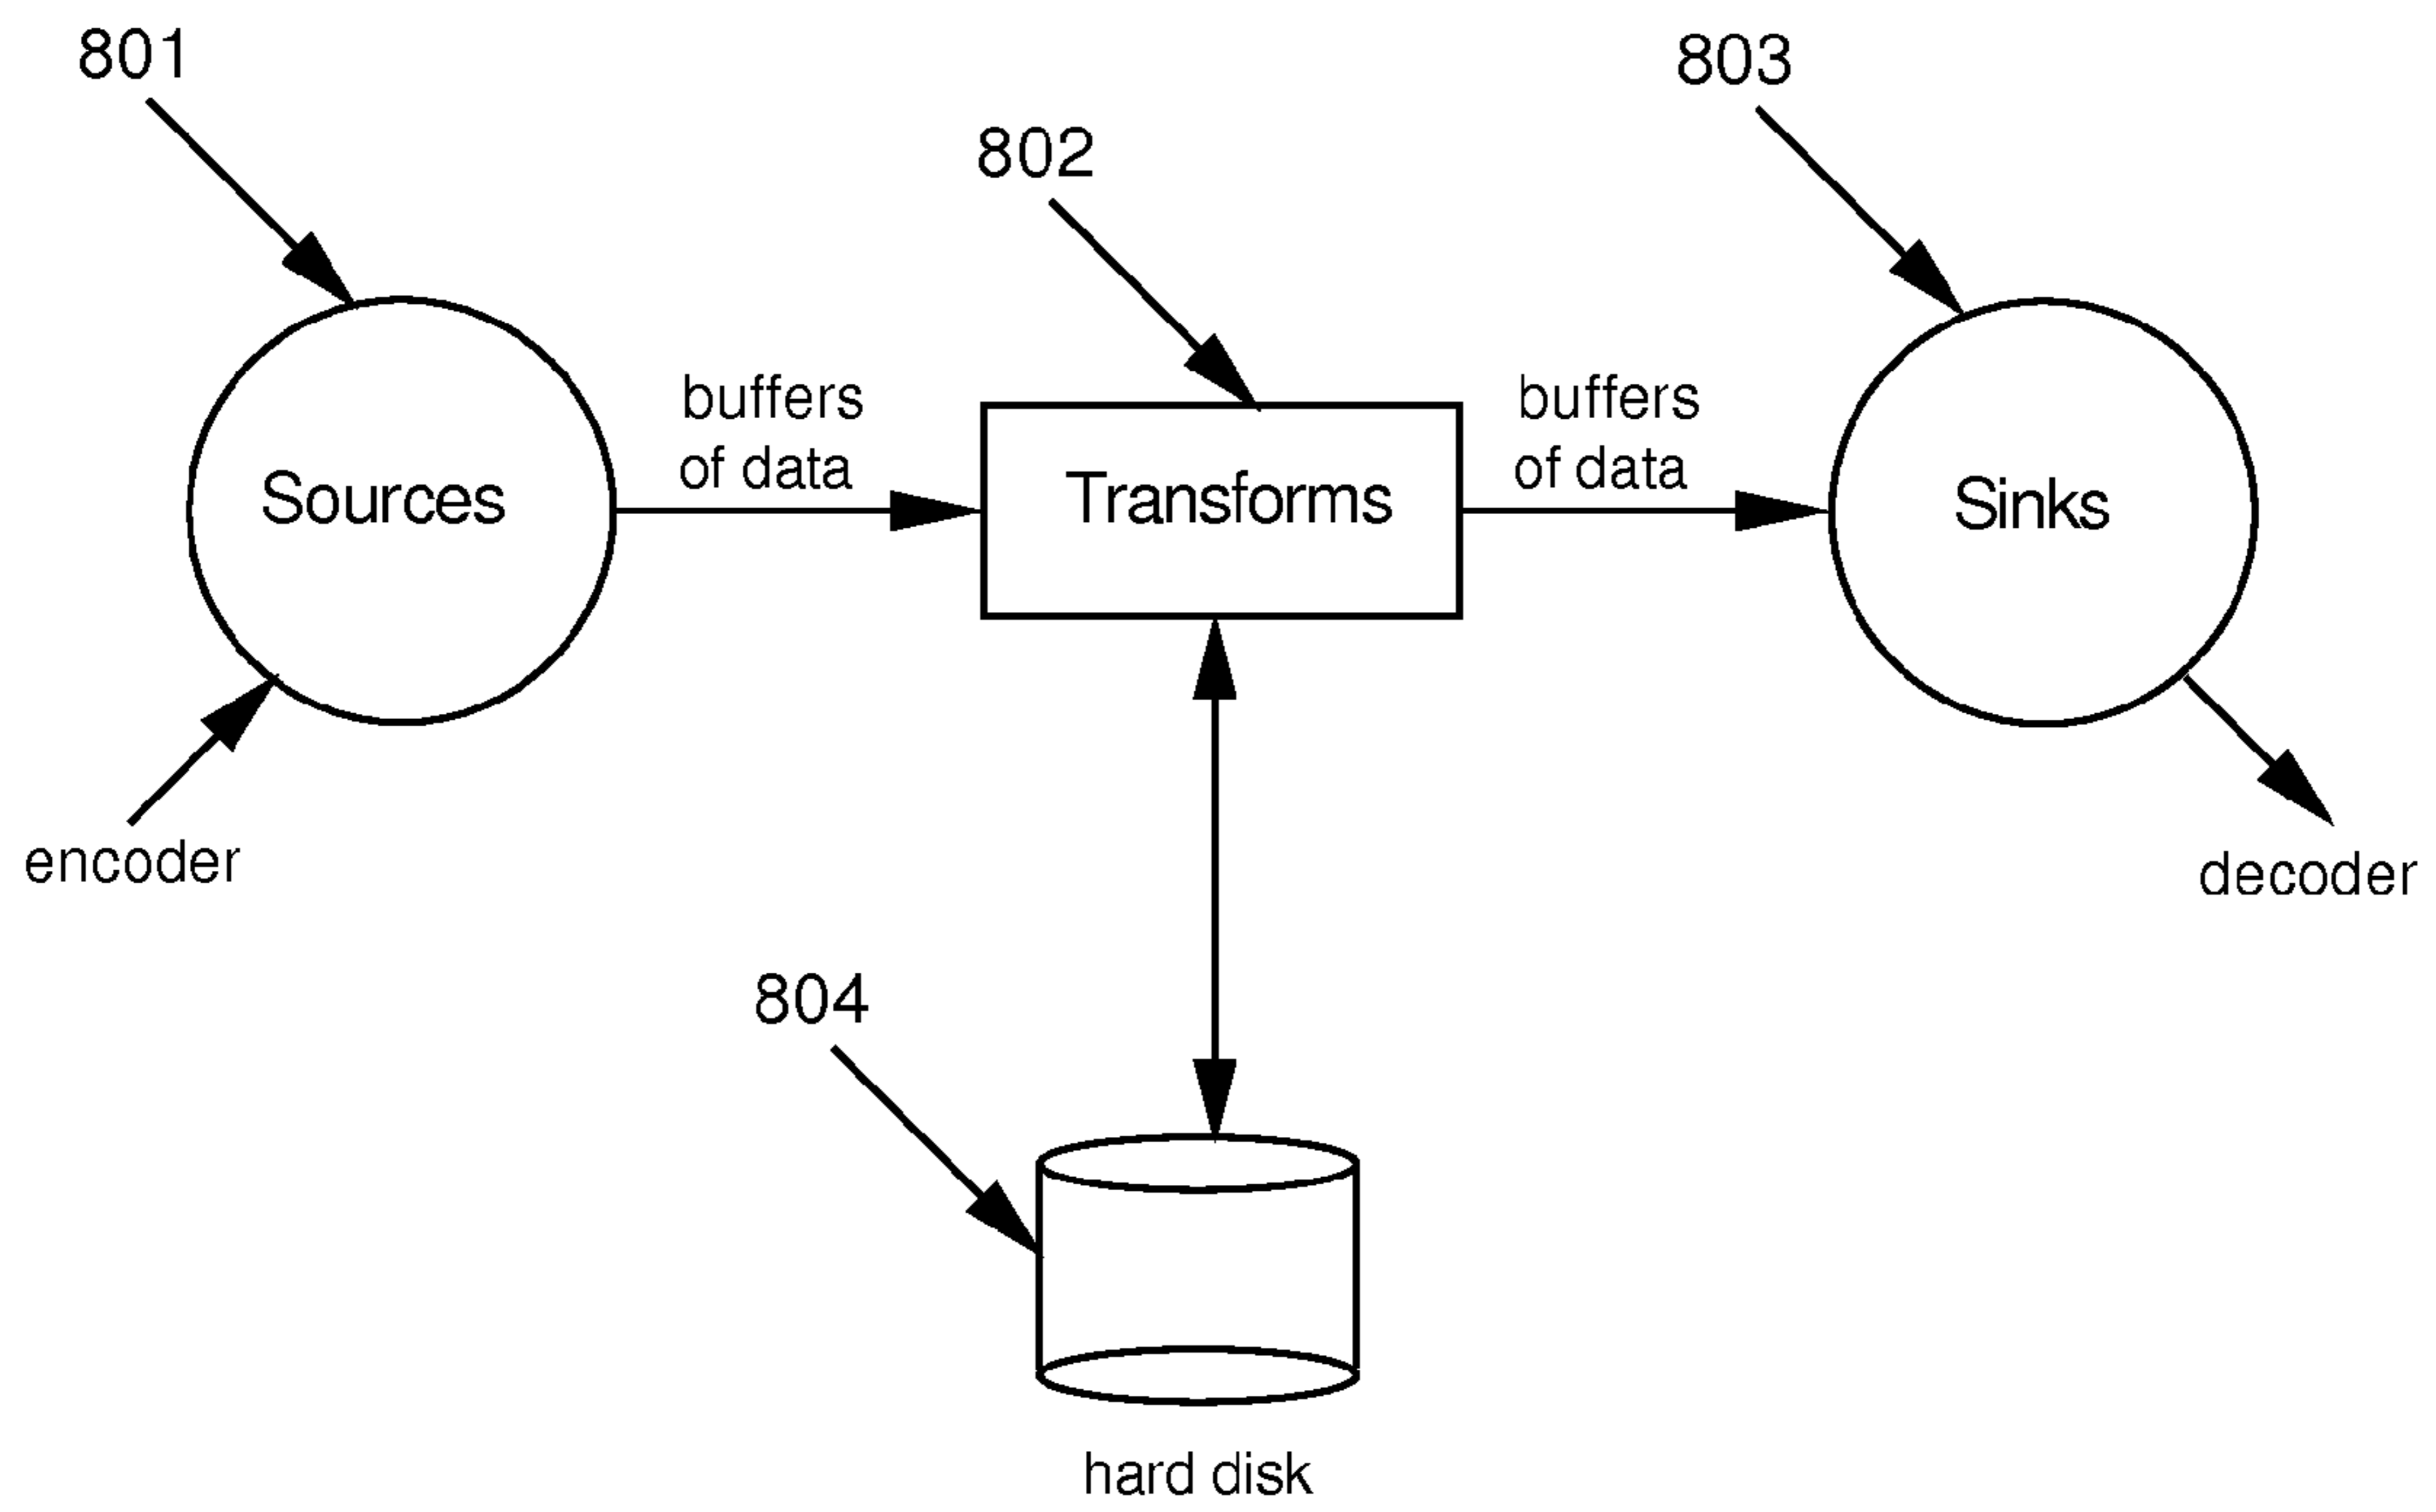 801
803
802
buffers
of data
buffers
of data
Sources
Transforms
Sinks
encoder
decoder
804
hard disk